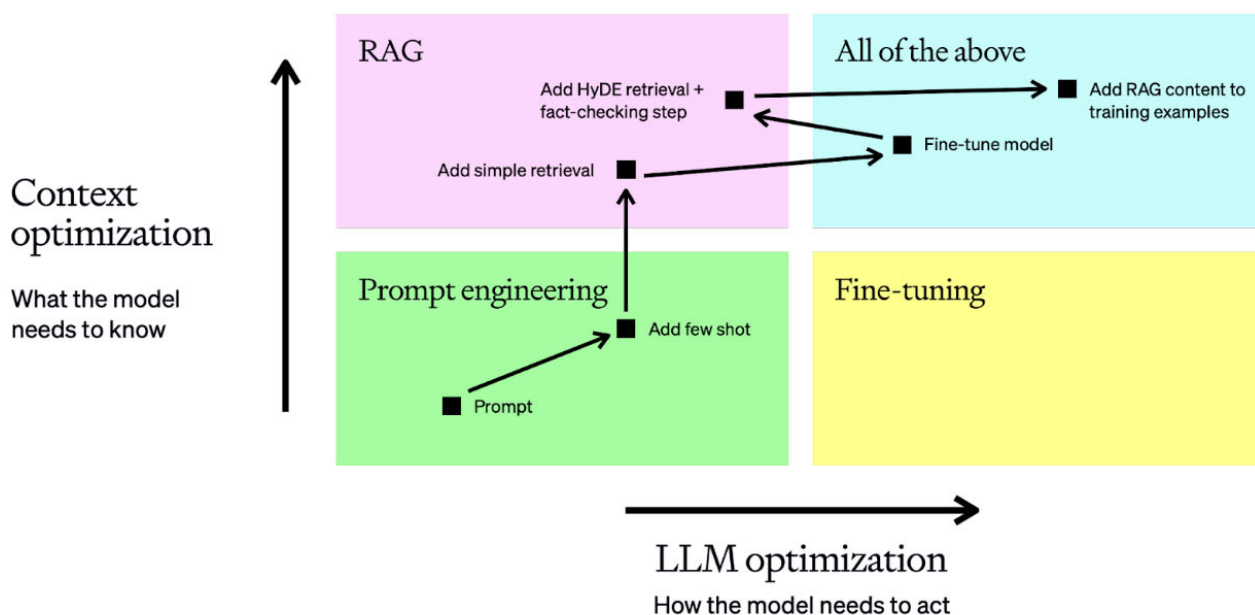 RAG
All of the above
Add HyDE retrieval +
fact-checking step
Add RAG content to
training examples
Fine-tune model
Add simple retrieval
Context
optimization
What the model
needs to know
Prompt engineering
Fine-tuning
Add few shot
Prompt
LLM optimization
How the model needs to act